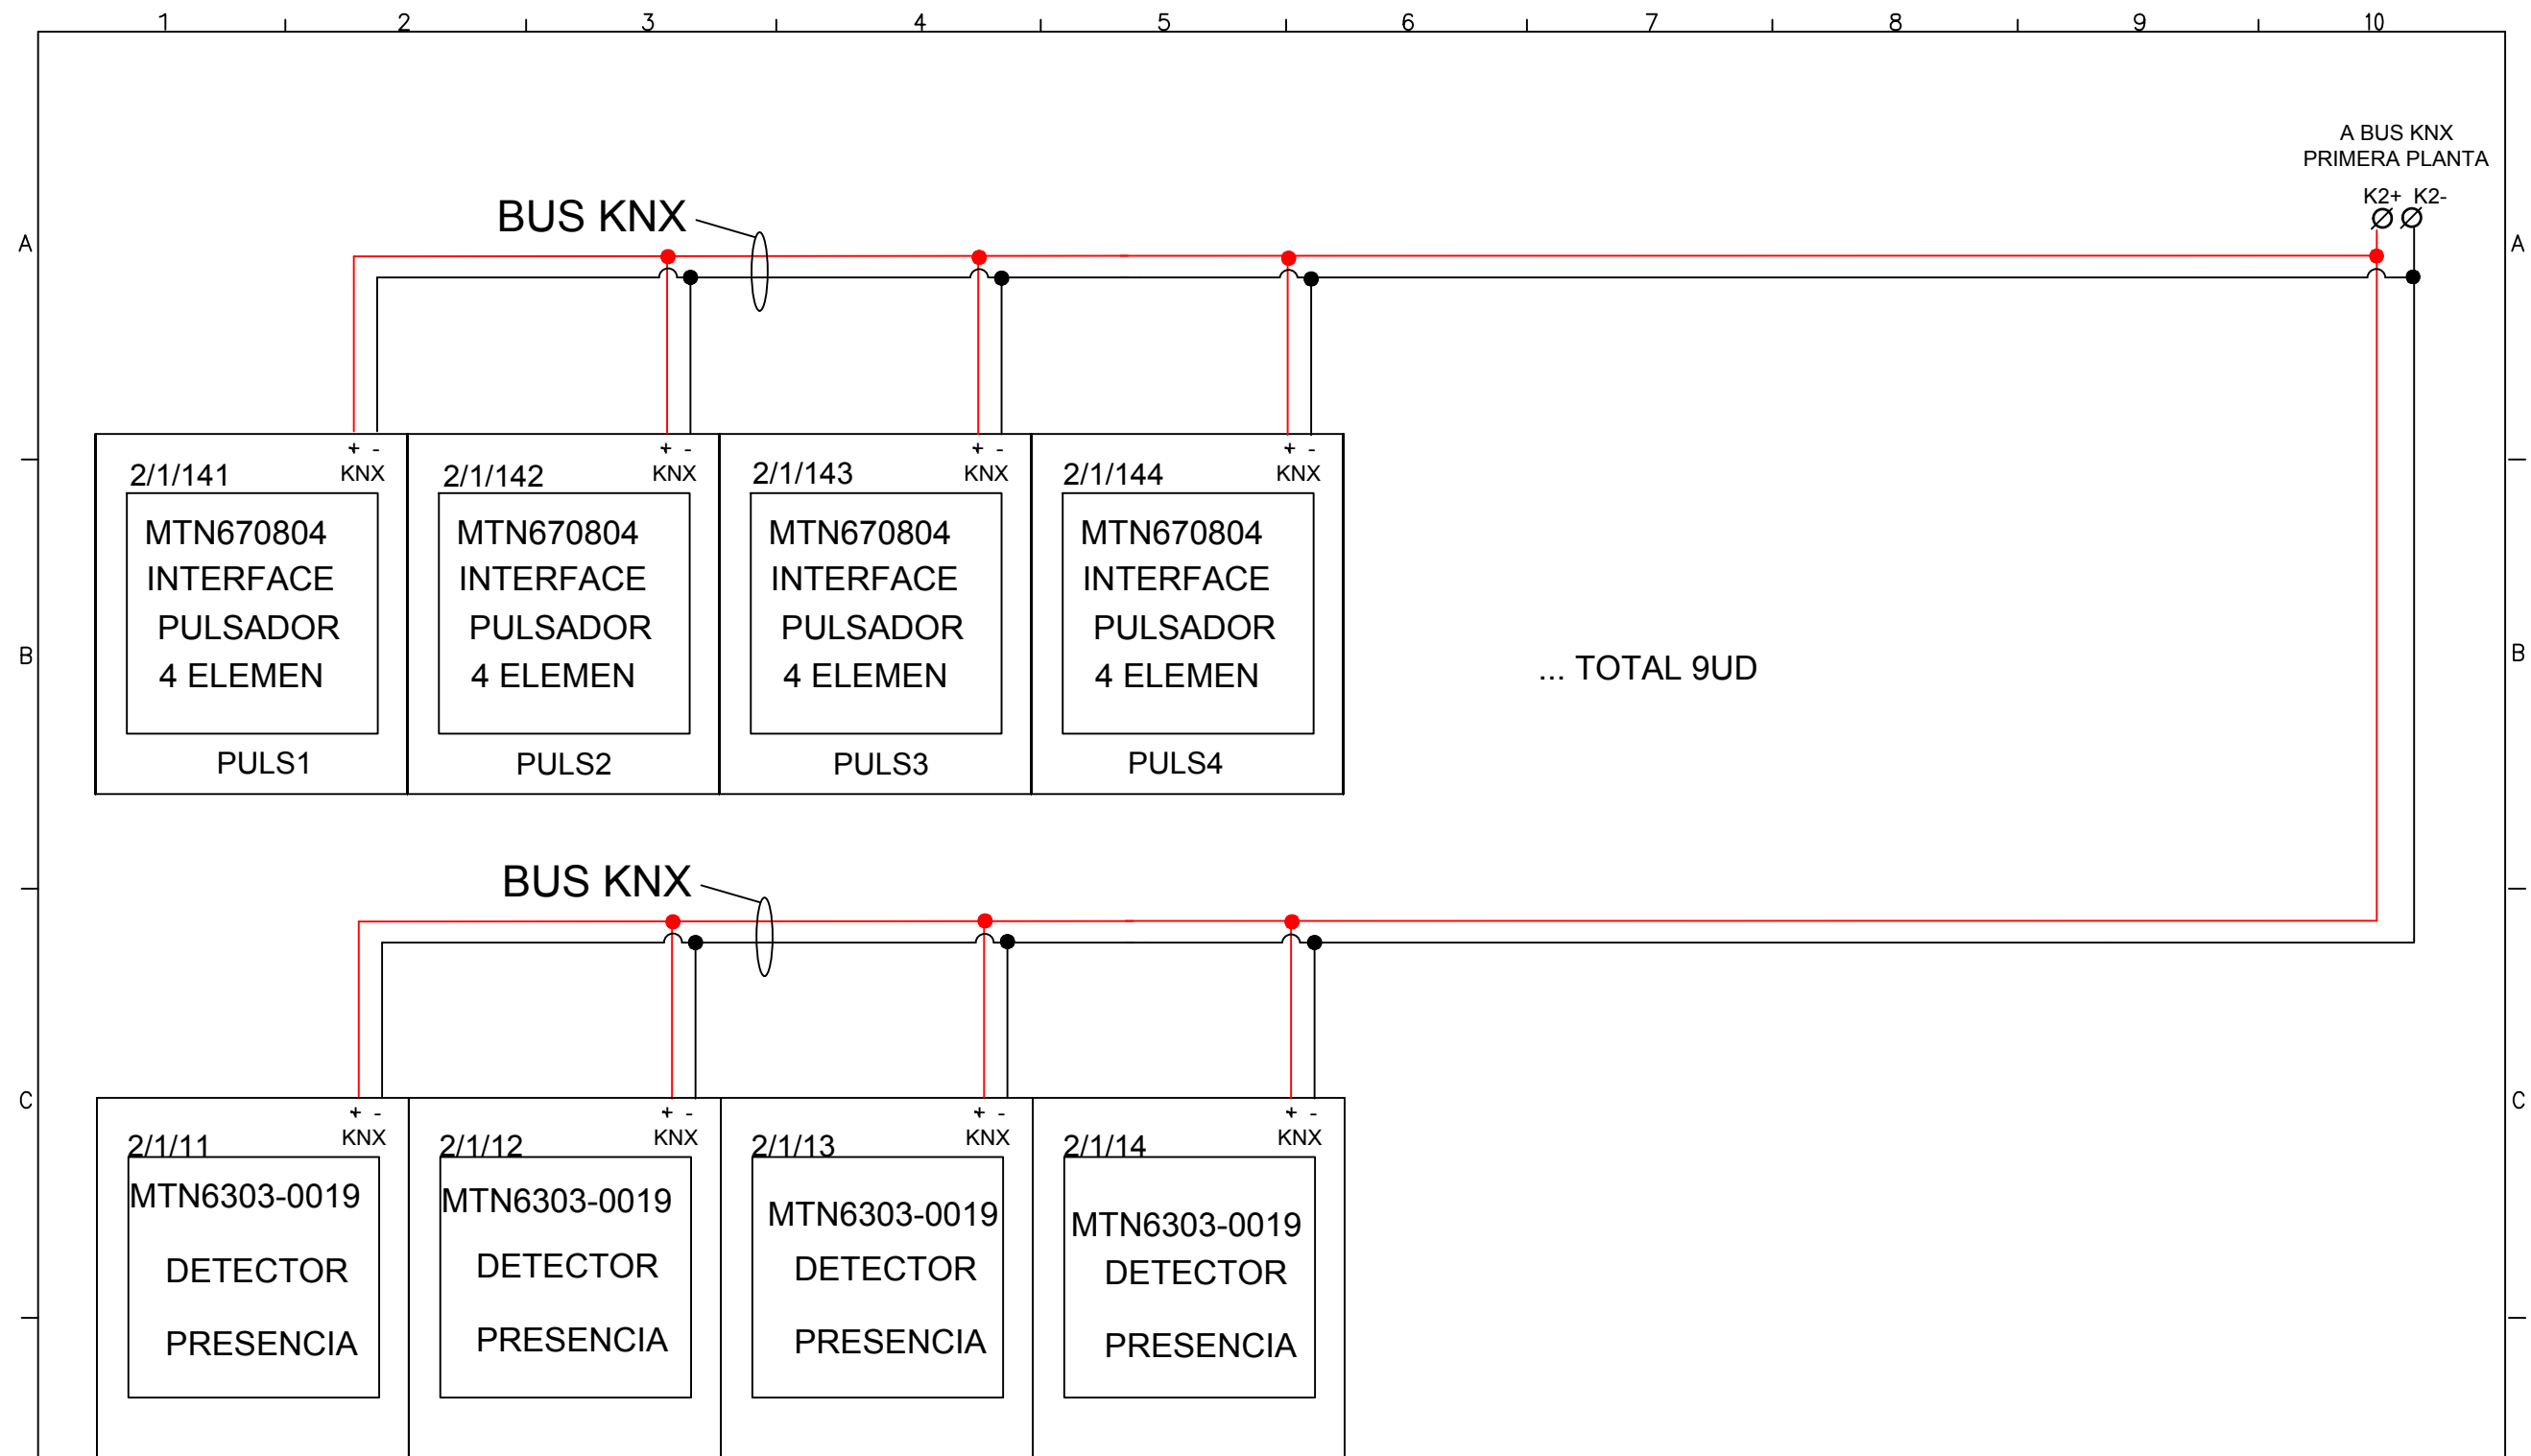 1 2 3 4 5 6 7 8 9 10
A BUS KNX
PRIMERA PLANTA
K2+ K2-
BUS KNX
A A
+ - + - + - + -
2/1/141 KNX 2/1/142 KNX 2/1/143 KNX 2/1/144 KNX
MTN670804 MTN670804 MTN670804 MTN670804
INTERFACE INTERFACE INTERFACE INTERFACE
PULSADOR PULSADOR PULSADOR PULSADOR
B B
4 ELEMEN 4 ELEMEN 4 ELEMEN 4 ELEMEN ... TOTAL 9UD
PULS1 PULS2 PULS3 PULS4
BUS KNX
C C
+ - + - + - + -
2/1/11 KNX 2/1/12 KNX 2/1/13 KNX 2/1/14 KNX
MTN6303-0019 MTN6303-0019 MTN6303-0019 MTN6303-0019
DETECTOR DETECTOR DETECTOR DETECTOR
PRESENCIA PRESENCIA PRESENCIA PRESENCIA